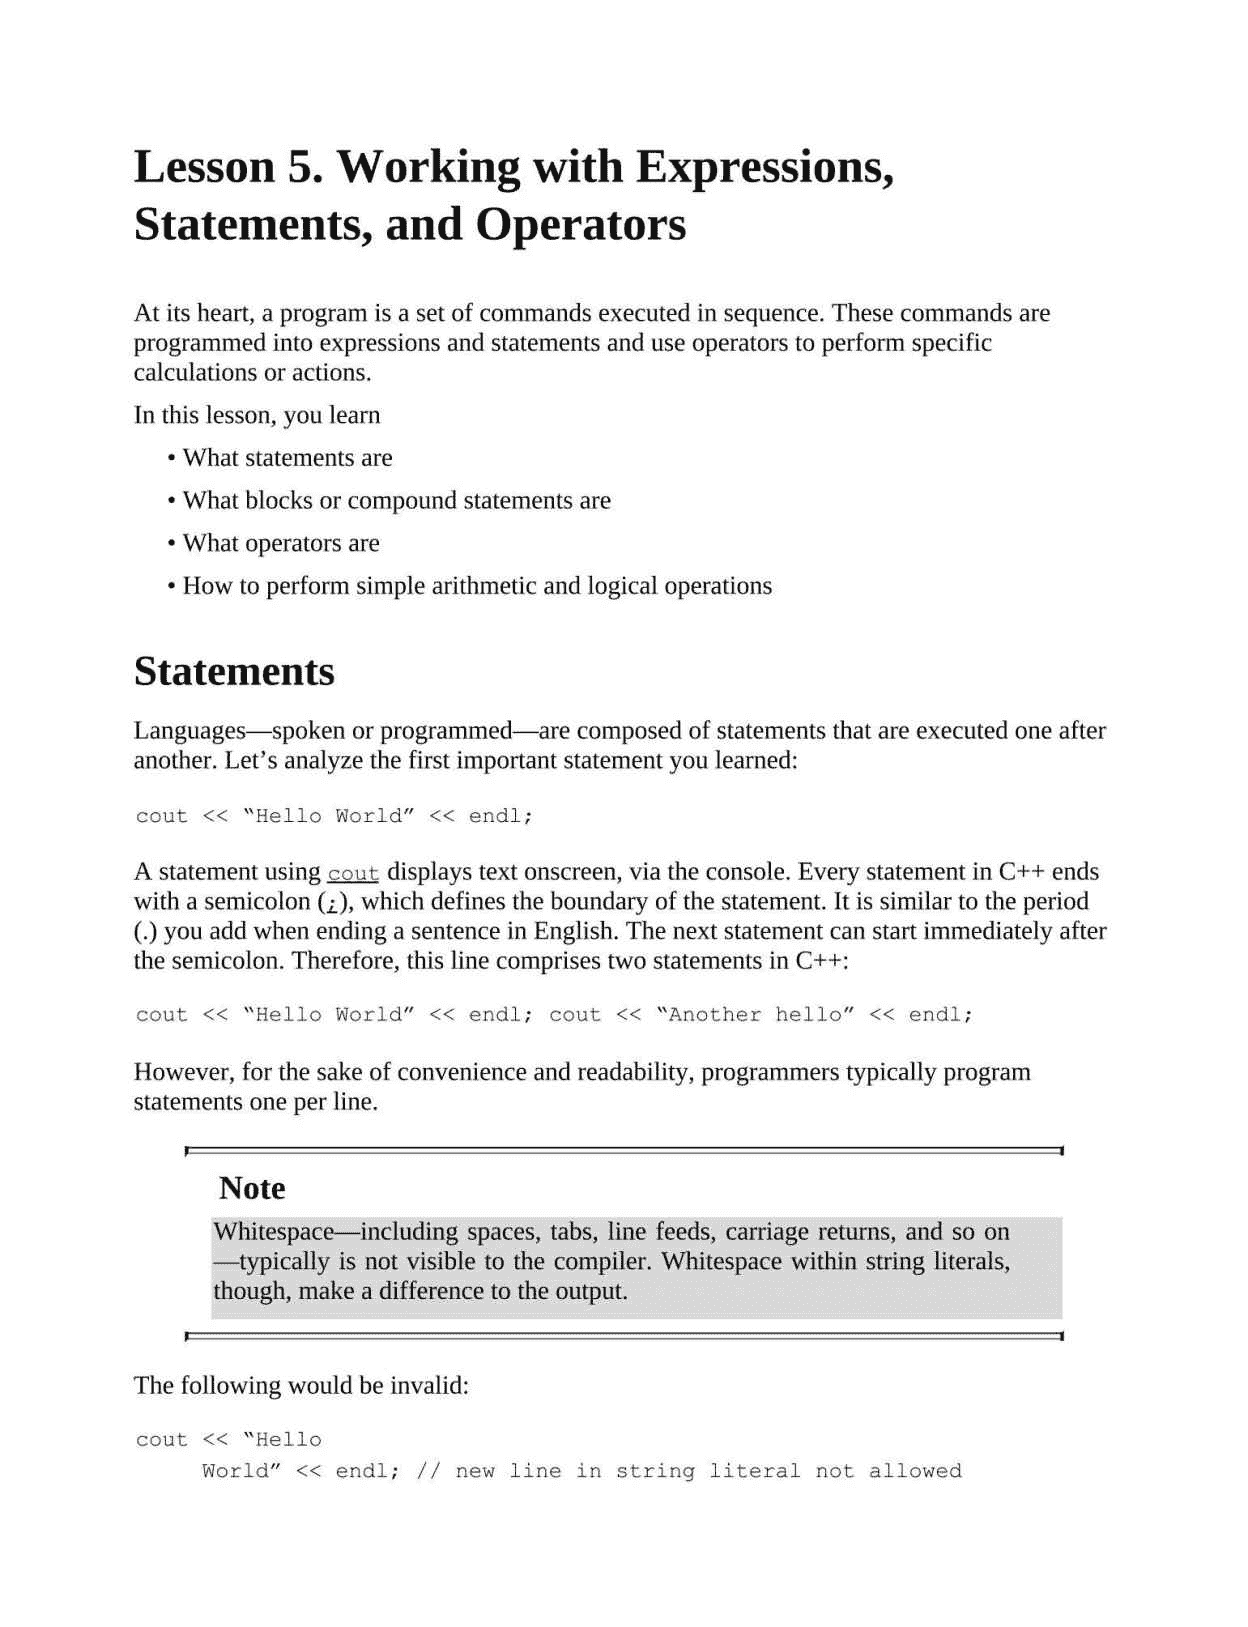 Lesson 5. Working with Expressions,
Statements, and Operators
At its heart, a program is a set of commands executed in sequence. These commands are
programmed into expressions and statements and use operators to perform specific
calculations or actions.
In this lesson, you learn
• What statements are
• What blocks or compound statements are
• What operators are
• How to perform simple arithmetic and logical operations
Statements
Languages—spoken or programmed—are composed of statements that are executed one after
another. Let’s analyze the first important statement you learned:
cout << “Hello World” << endl;
A statement using cout displays text onscreen, via the console. Every statement in C++ ends
with a semicolon (;), which defines the boundary of the statement. It is similar to the period
(.) you add when ending a sentence in English. The next statement can start immediately after
the semicolon. Therefore, this line comprises two statements in C++:
cout << “Hello World” << endl; cout << “Another hello” << endl;
However, for the sake of convenience and readability, programmers typically program
statements one per line.
Note
Whitespace—including spaces, tabs, line feeds, carriage returns, and so on
—typically is not visible to the compiler. Whitespace within string literals,
though, make a difference to the output.
The following would be invalid:
cout << “Hello
World” << endl; // new line in string literal not allowed